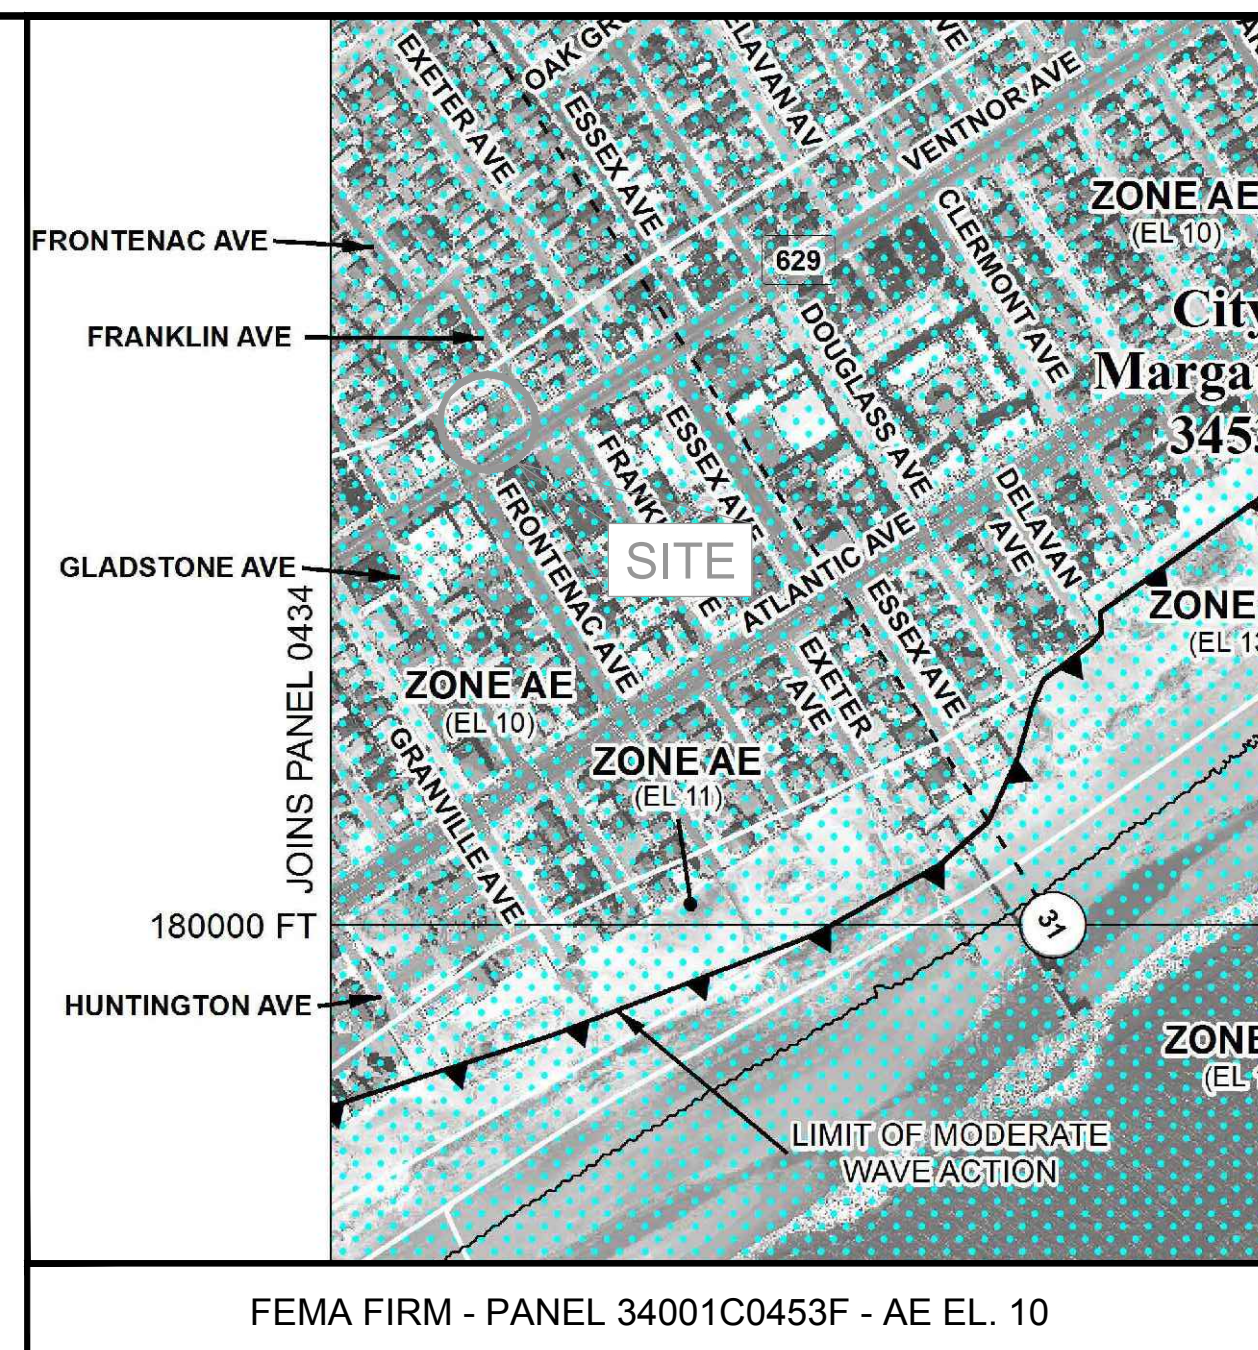 EXETER AVE
OAK GR
ESSEX AVE
VENTNOR AVE
ZONE AE
(EL 10)
FRONTENAC AVE
629
CLERMONT AVE
FRANKLIN AVE
DOUGLASS AVE
City
Marga
345
ESSEX AVE
FRONTENAC AVE
DELAVAN
AVE
SITE
ATLANTIC AVE
GLADSTONE AVE
JOINS PANEL 0434
ESSEX AVE
EXETER
AVE
ZONE
ZONE AE
(EL 10)
GRANVILLE AVE
ZONE AE
(EL 11)
180000 FT
31
HUNTINGTON AVE
ZONE
(EL
LIMIT OF MODERATE
WAVE ACTION
FEMA FIRM - PANEL 34001C0453F - AE EL. 10